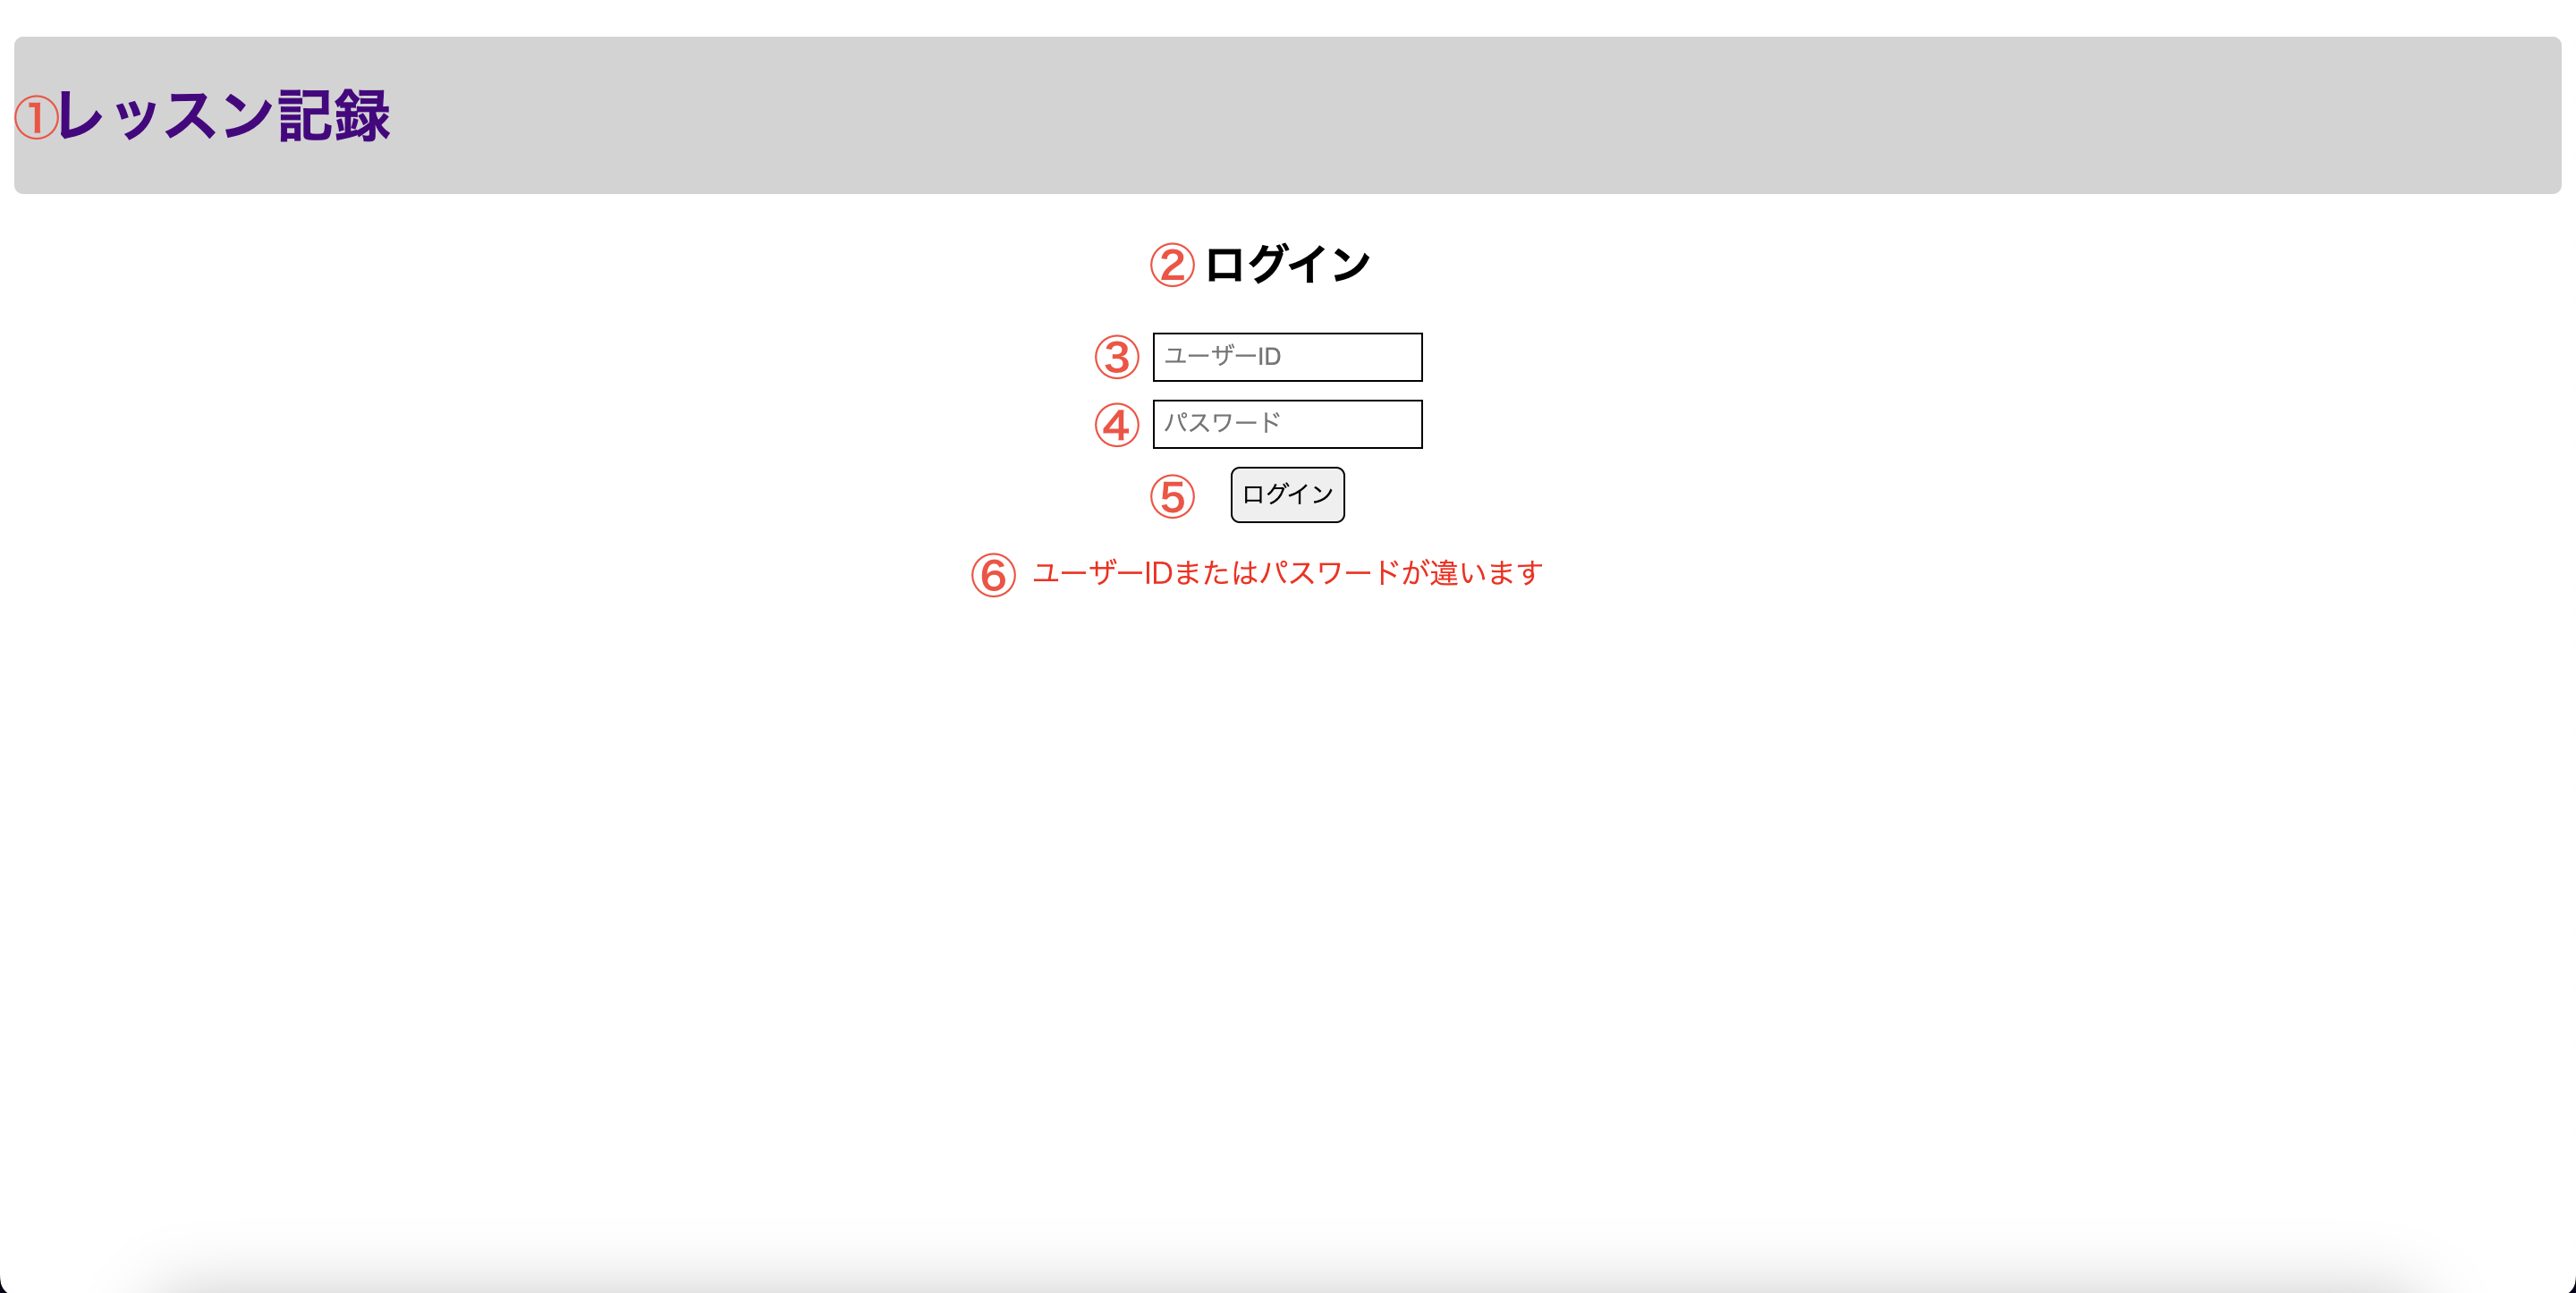 ①レッスン記録
② ログイン
③ ユーザーID
④ パスワード
⑤ ログイン
⑥ ユーザーIDまたはパスワードが違います